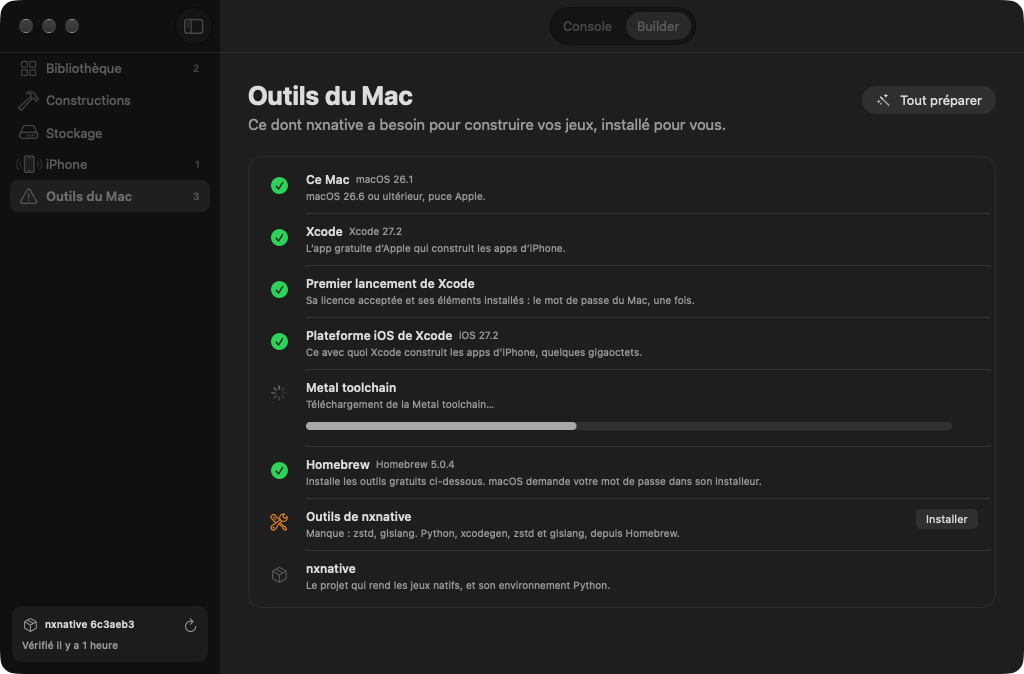 Console
Builder
Bibliothèque 2
Constructions
Stockage
iPhone 1
Outils du Mac 3
Outils du Mac
Ce dont nxnative a besoin pour construire vos jeux, installé pour vous.
Tout préparer
Ce Mac macOS 26.1
macOS 26.6 ou ultérieur, puce Apple.
Xcode Xcode 27.2
L’app gratuite d’Apple qui construit les apps d’iPhone.
Premier lancement de Xcode
Sa licence acceptée et ses éléments installés : le mot de passe du Mac, une fois.
Plateforme iOS de Xcode iOS 27.2
Ce avec quoi Xcode construit les apps d’iPhone, quelques gigaoctets.
Metal toolchain
Téléchargement de la Metal toolchain…
Homebrew Homebrew 5.0.4
Installe les outils gratuits ci-dessous. macOS demande votre mot de passe dans son installeur.
Outils de nxnative
Manque : zstd, glslang. Python, xcodegen, zstd et glslang, depuis Homebrew.
Installer
nxnative
Le projet qui rend les jeux natifs, et son environnement Python.
nxnative 6c3aeb3
Vérifié il y a 1 heure